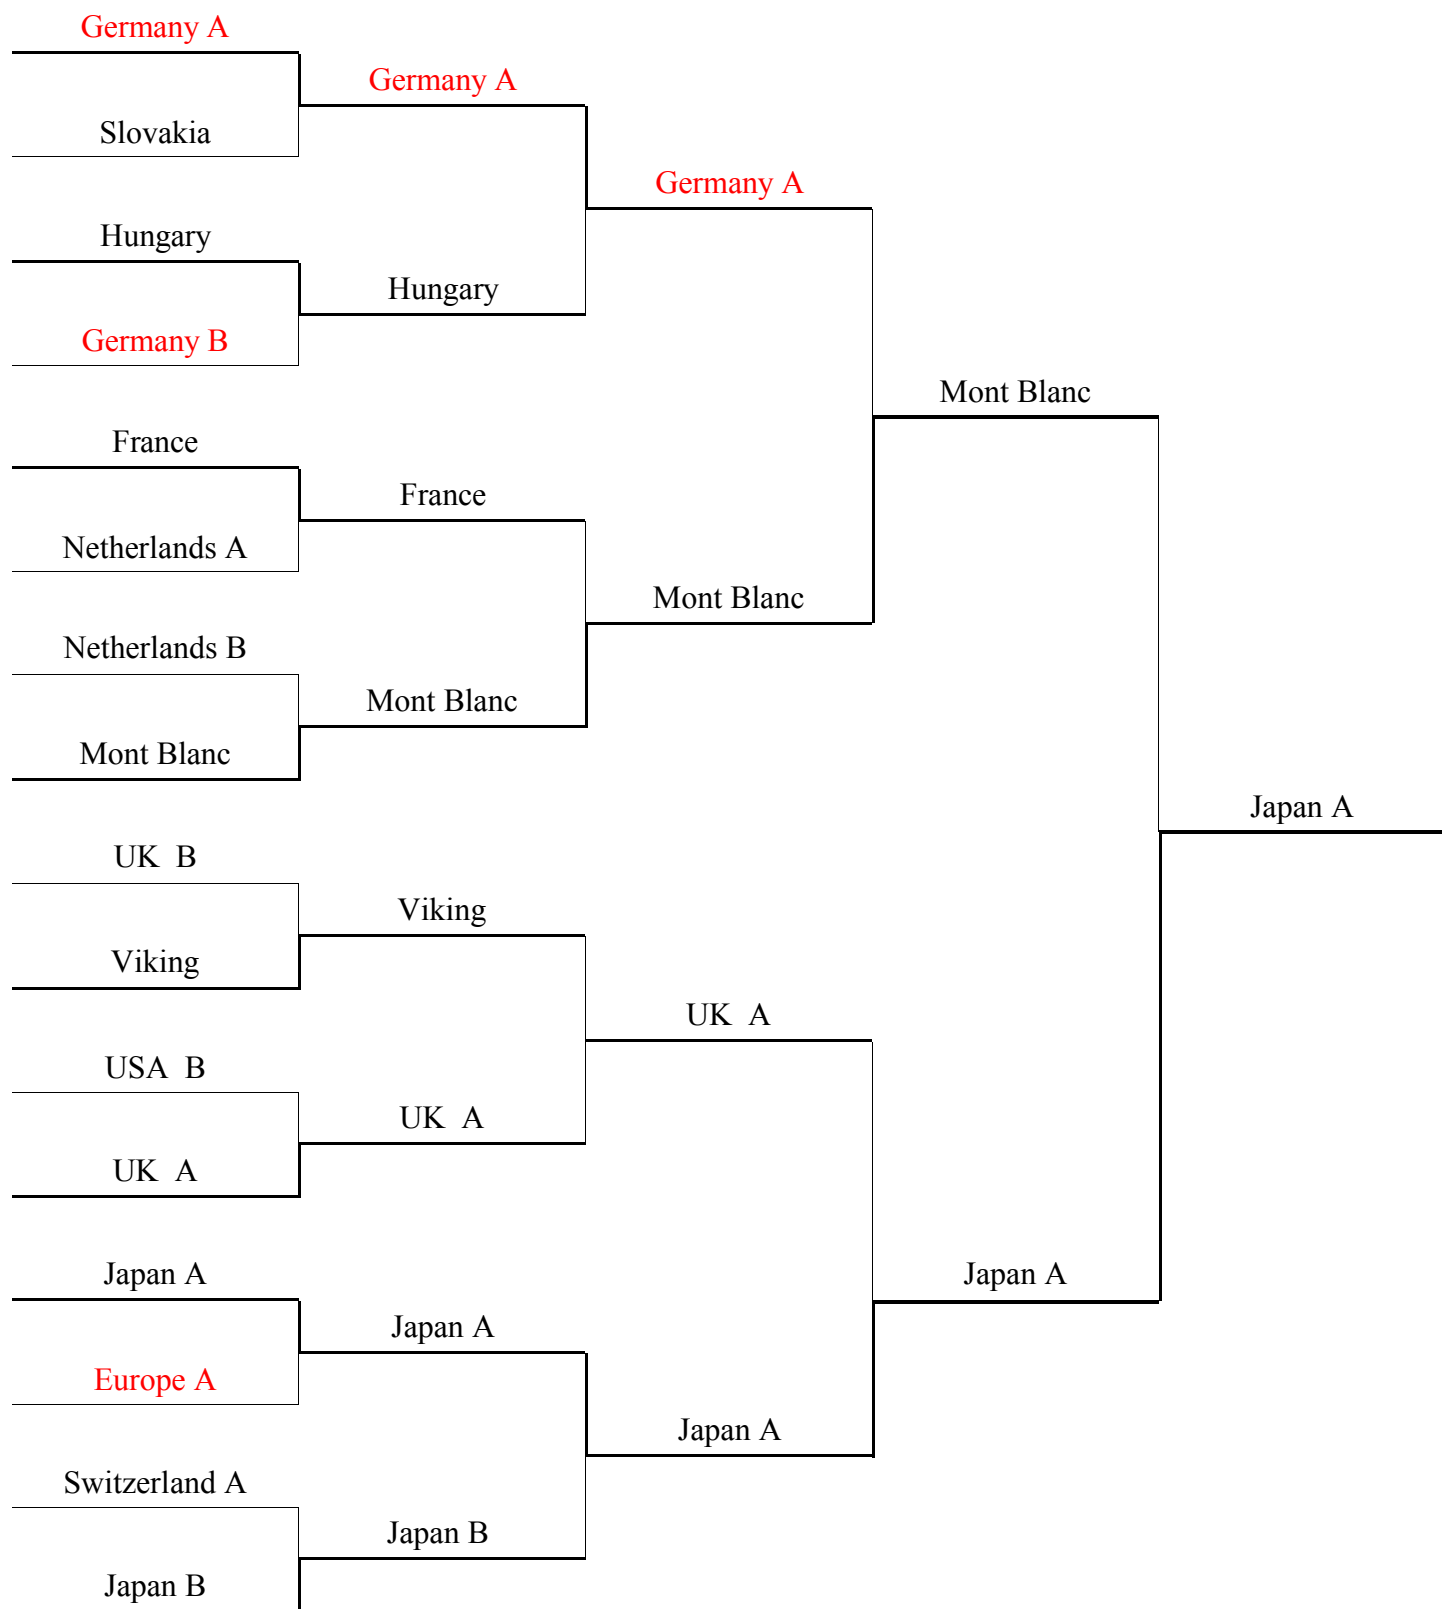 Germany A
Slovakia
Hungary
Germany B
France
Netherlands A
Netherlands B
Mont Blanc
UK  B
Viking
USA  B
UK  A
Japan A
Europe A
Switzerland A
Japan B
Germany A
Hungary
France
Mont Blanc
Viking
UK  A
Japan A
Japan B
Germany A
Mont Blanc
UK  A
Japan A
Mont Blanc
Japan A
Japan A